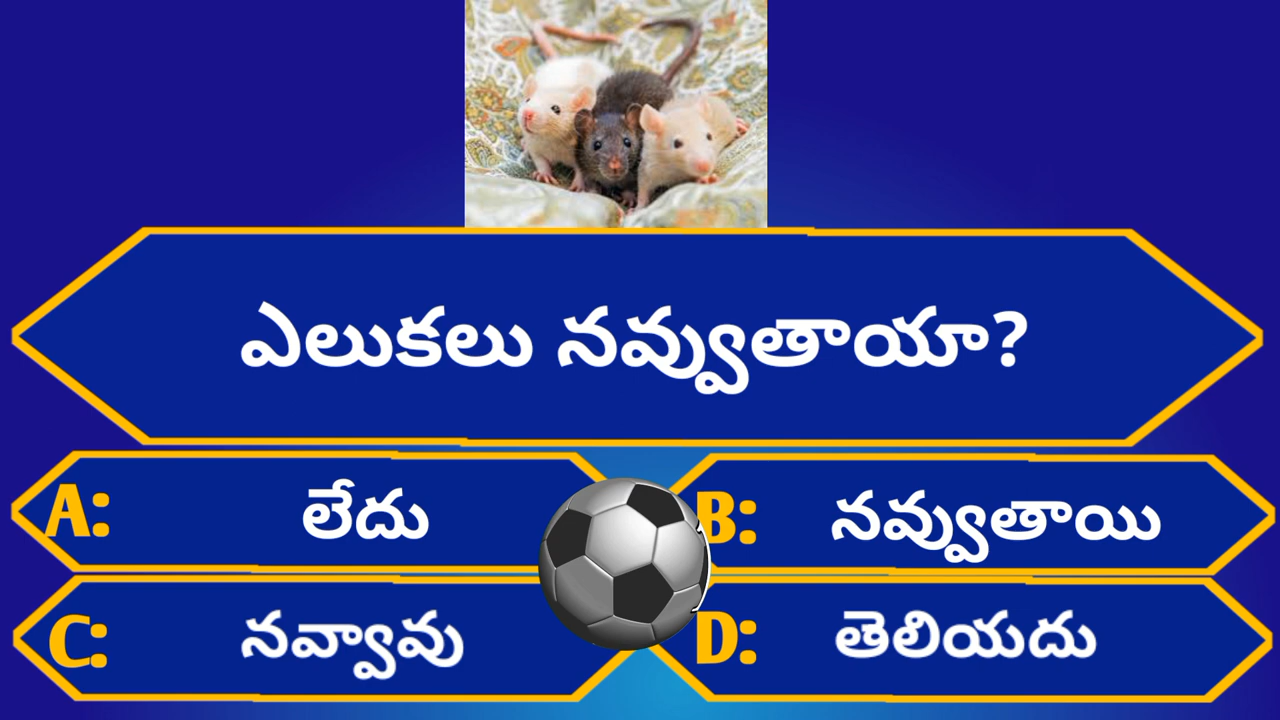 ఎలుకలు నవ్వుతాయా?
A: లేదు
B: నవ్వుతాయి
C: నవ్వావు
D: తెలియదు